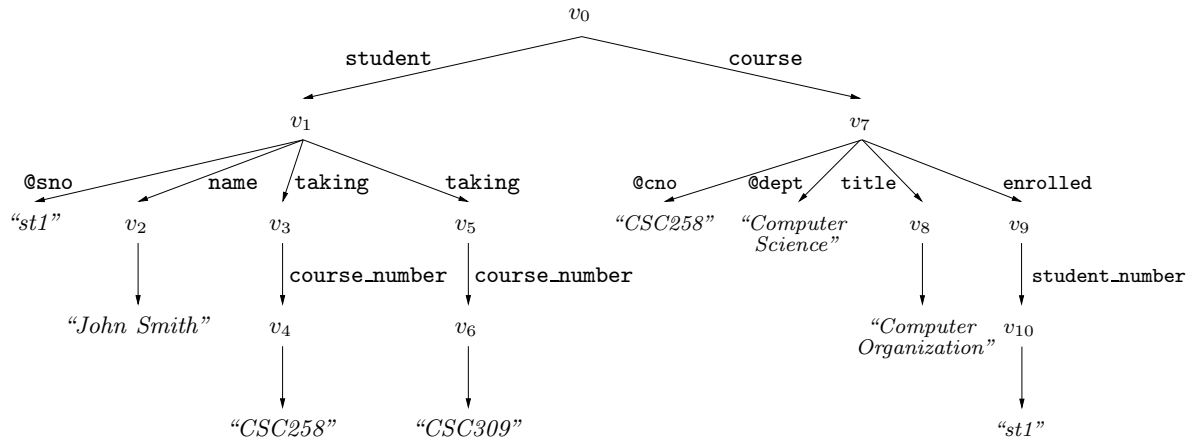 v0
student course
v1 v7
@sno name taking taking @cno @dept title enrolled
“st1” v2 v3 v5 “CSC258” “Computer Science” v8 v9
course_number course_number student_number
“John Smith” v4 v6 “Computer Organization” v10
“CSC258” “CSC309” “st1”